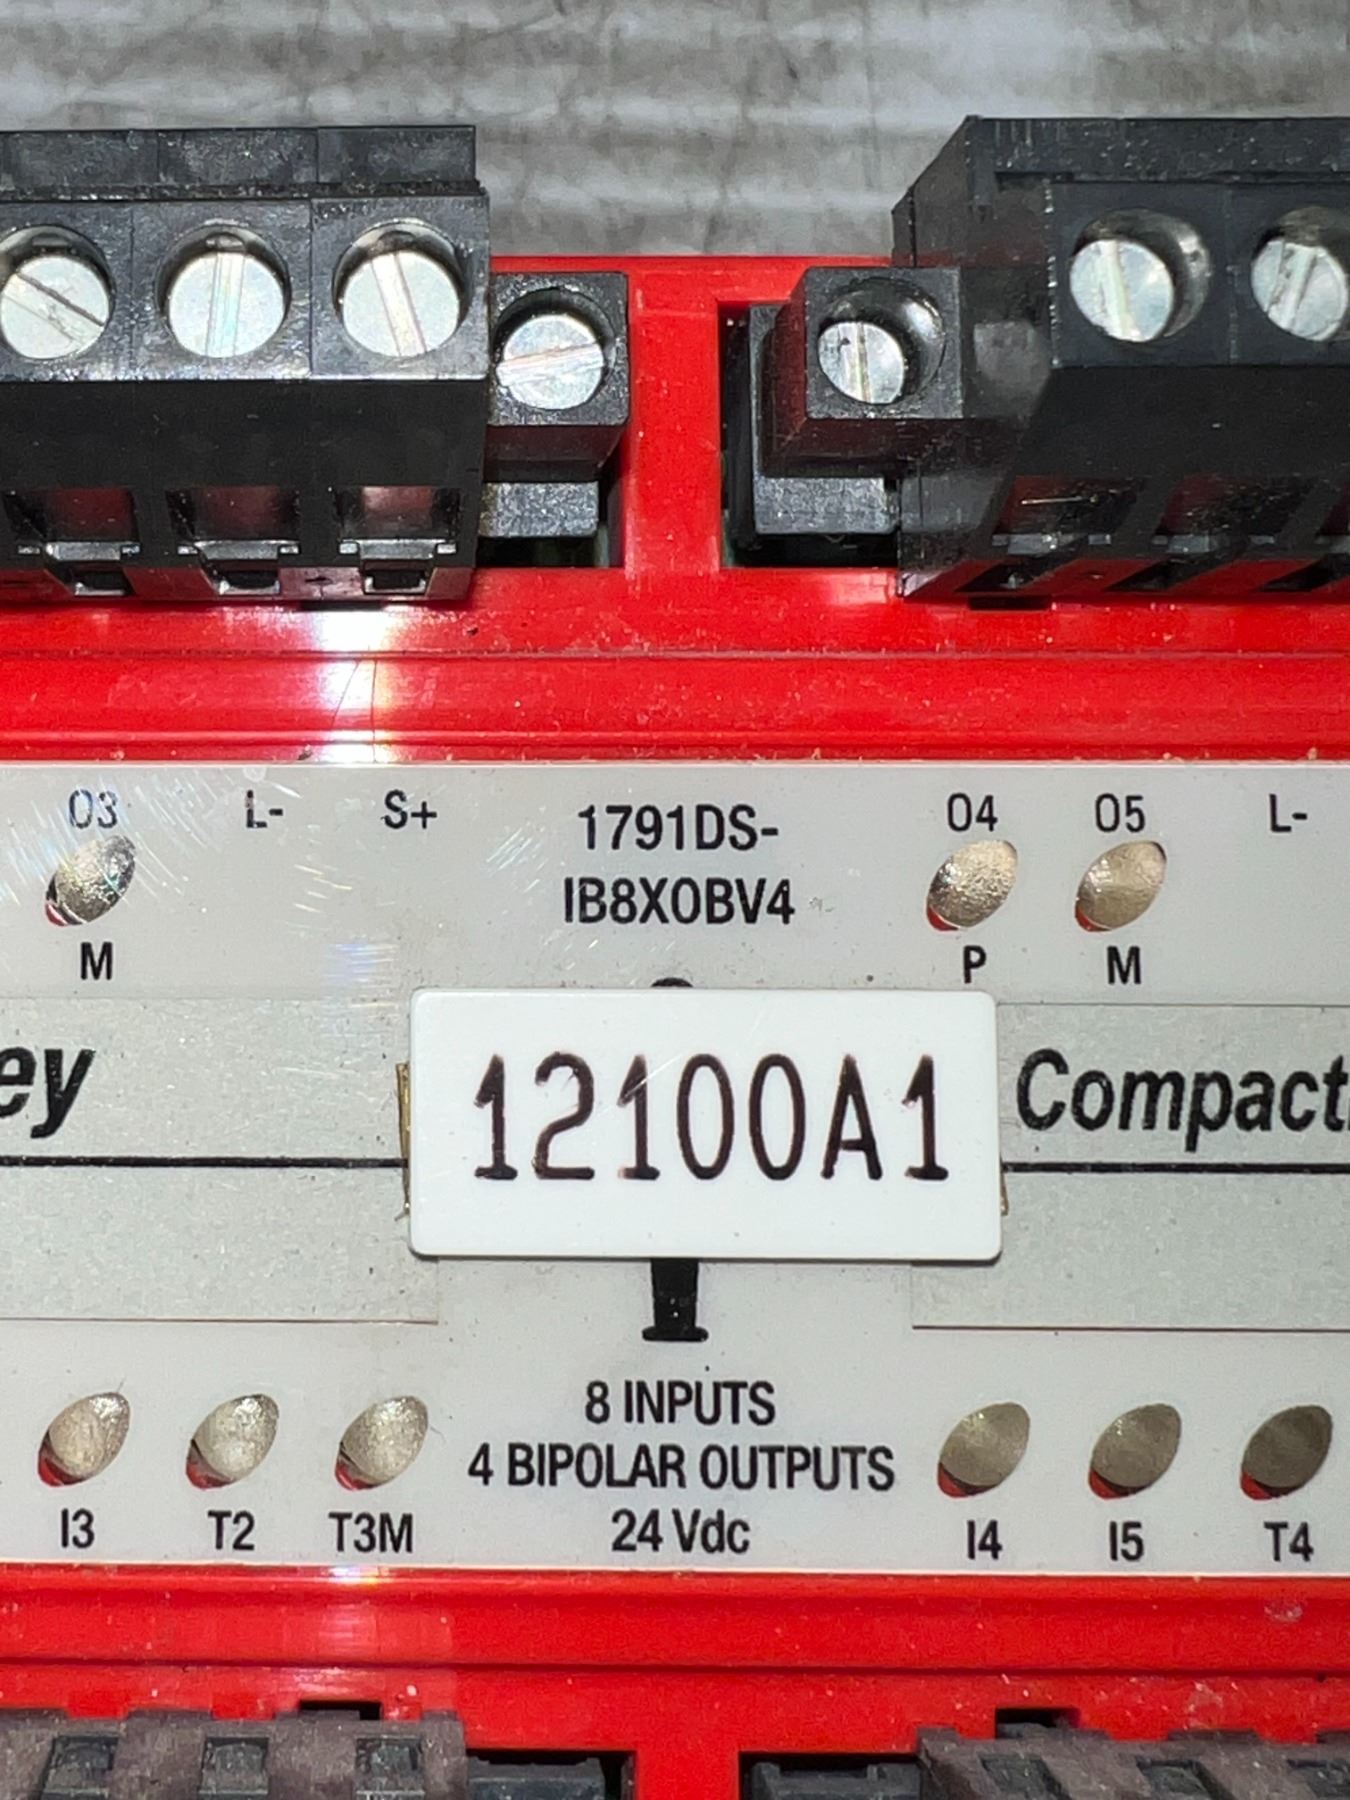 O3 L- S+ 1791DS- O4 O5 L-
IB8XOBV4
M P M
ey 12100A1 Compact
8 INPUTS
4 BIPOLAR OUTPUTS
I3 T2 T3M 24 Vdc I4 I5 T4